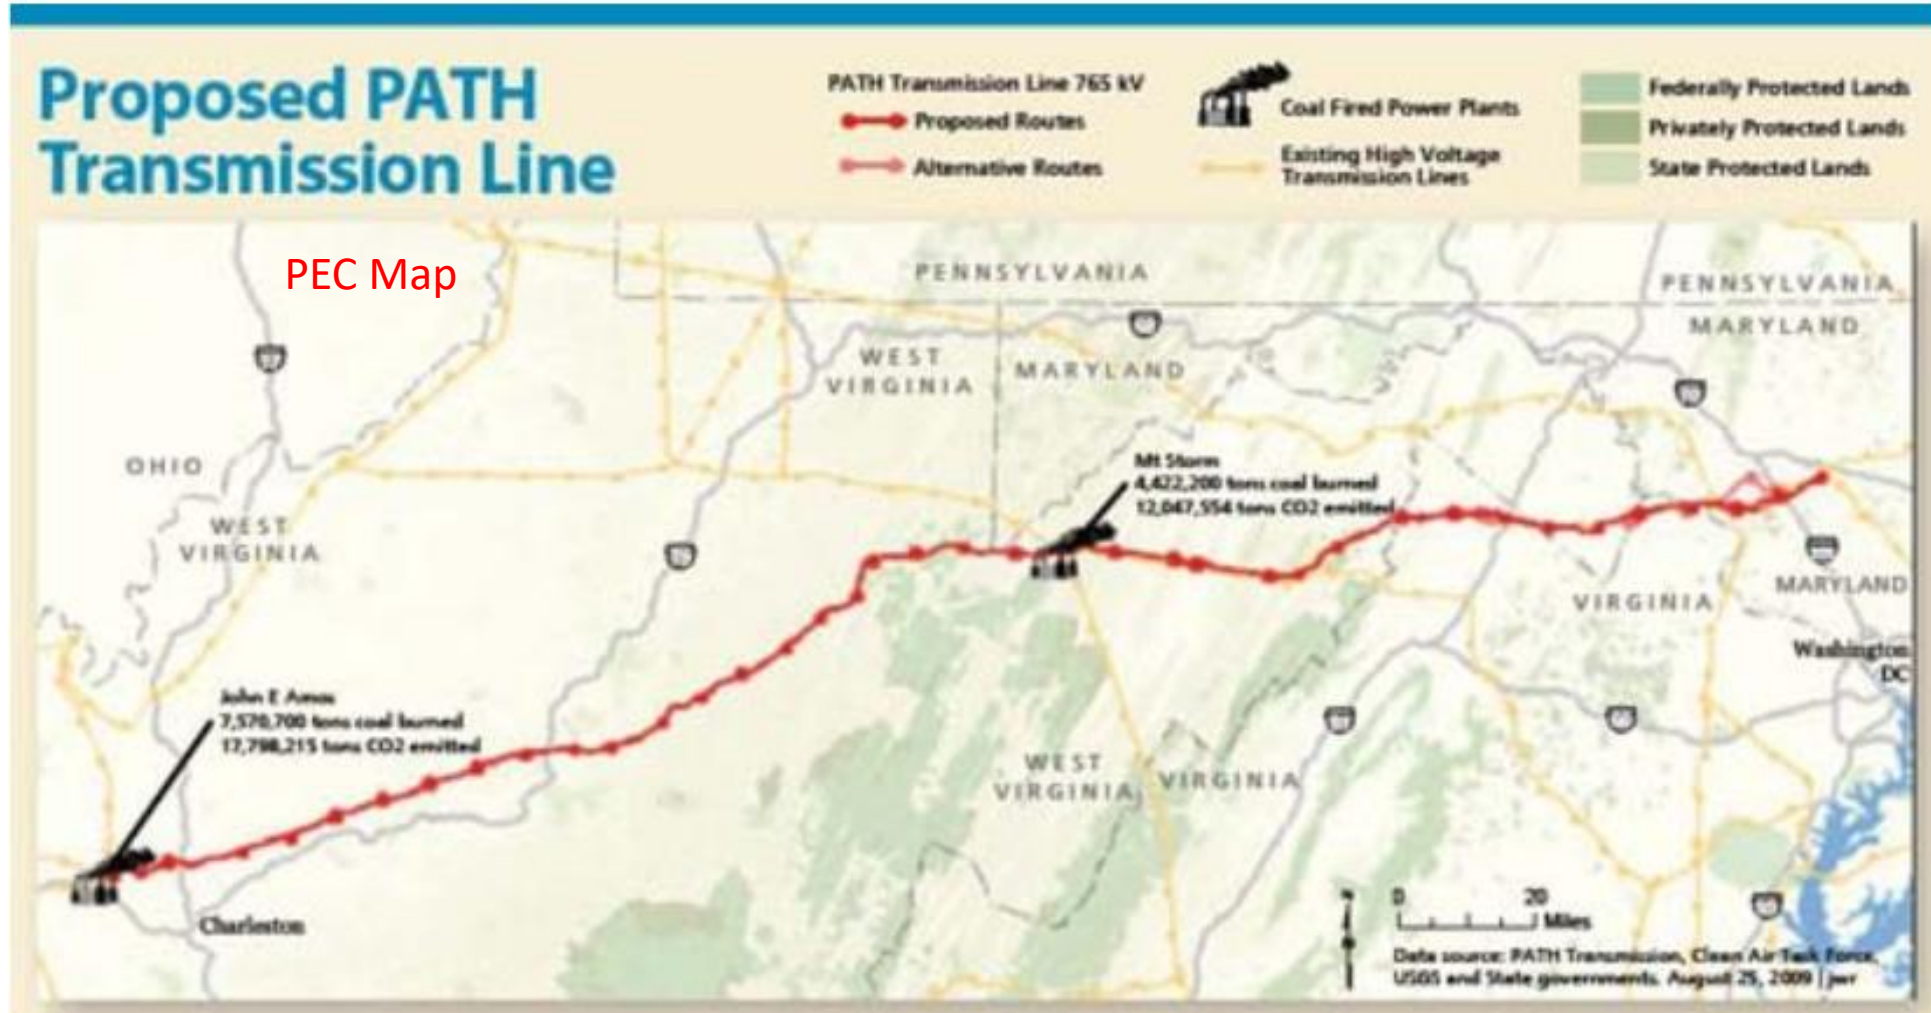 Proposed PATH
Transmission Line
PATH Transmission Line 765 kV
Proposed Routes
Alternative Routes
Coal Fired Power Plants
Existing High Voltage
Transmission Lines
Federally Protected Lands
Privately Protected Lands
State Protected Lands
PEC Map
PENNSYLVANIA
PENNSYLVANIA
MARYLAND
WEST
VIRGINIA
MARYLAND
OHIO
WEST
VIRGINIA
Mt Storm
4,422,200 tons coal burned
12,047,554 tons CO2 emitted
MARYLAND
VIRGINIA
Washington
DC
John E Amos
7,570,700 tons coal burned
17,798,215 tons CO2 emitted
WEST
VIRGINIA
VIRGINIA
Charleston
N
0 20
Miles
Data source: PATH Transmission, Clean Air Task Force,
USGS and State governments. August 25, 2009 | jwr